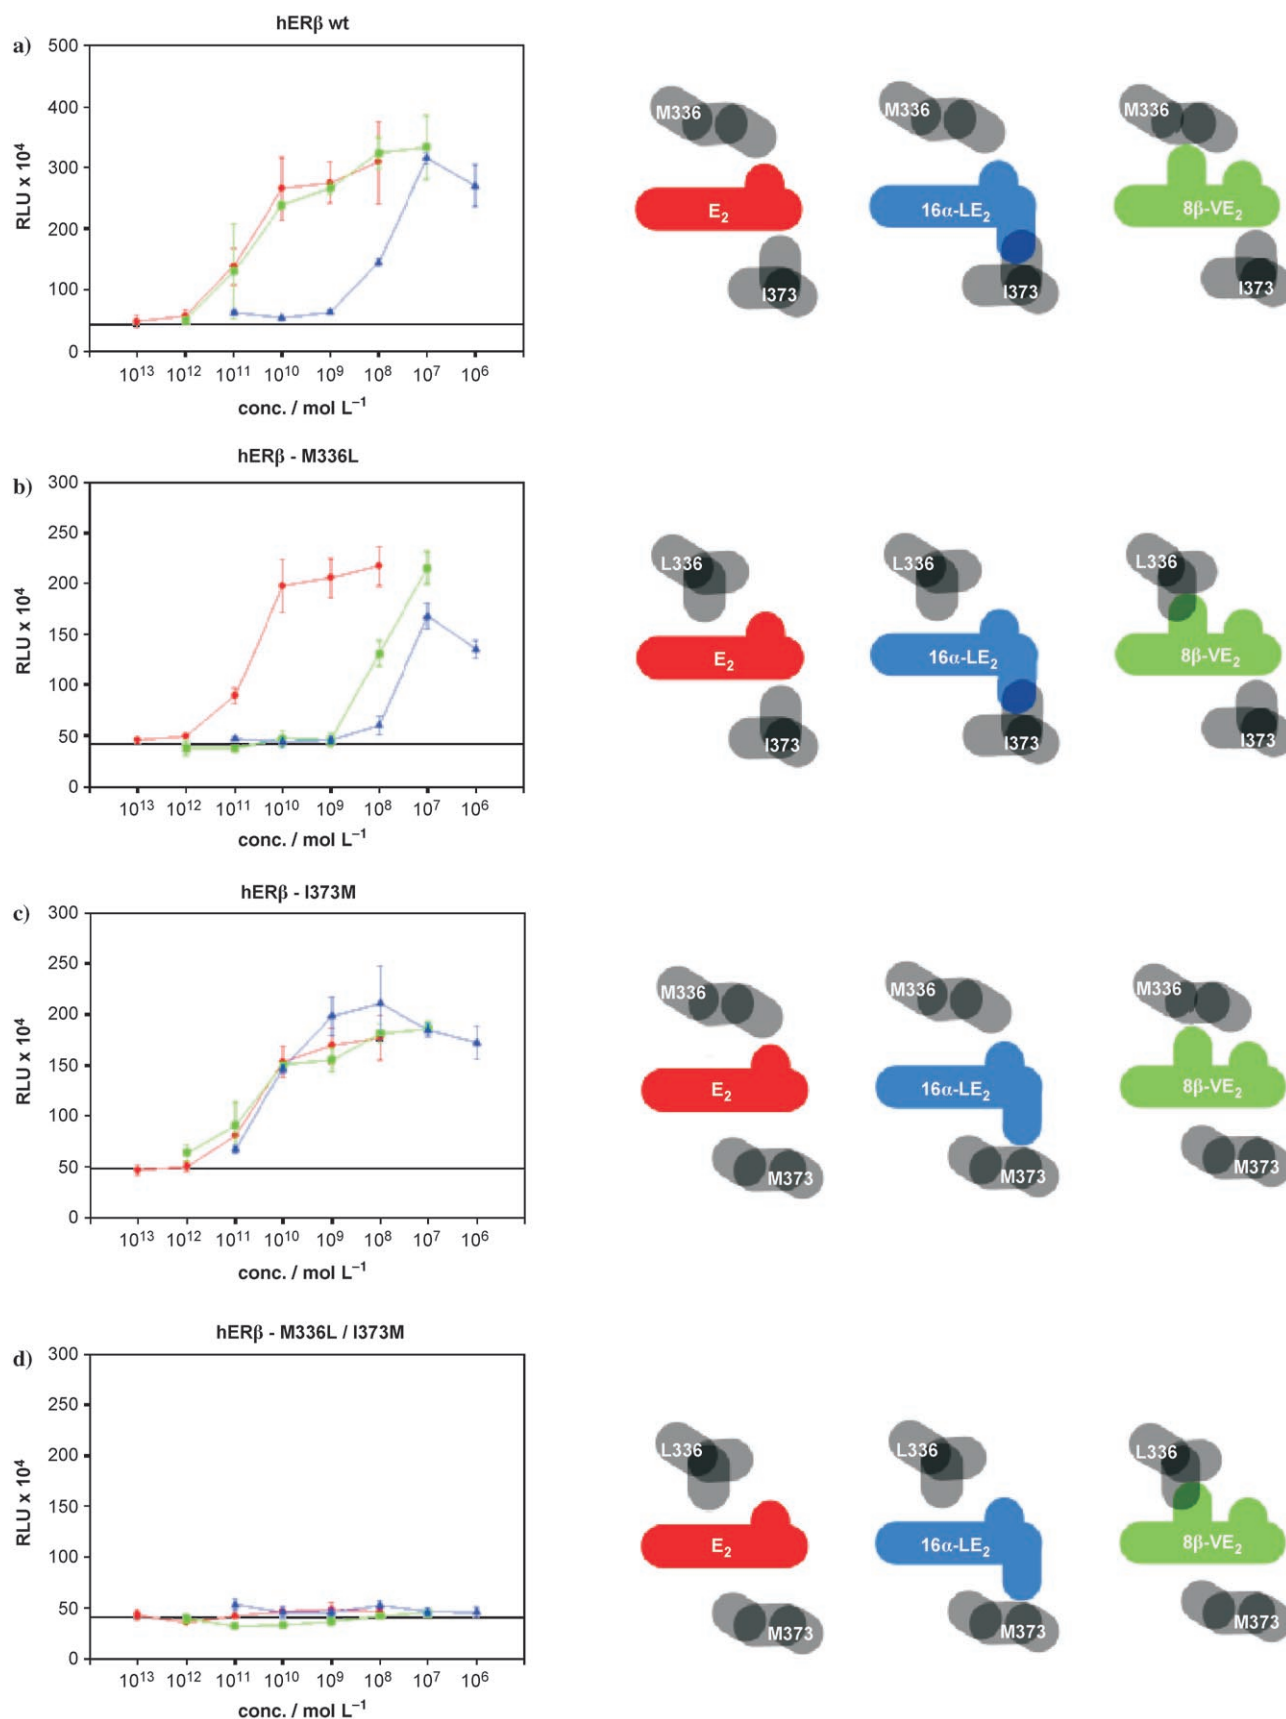 hERβ wt
a)
500
400
300
200
100
0
RLU x 10⁴
10¹³ 10¹² 10¹¹ 10¹⁰ 10⁹ 10⁸ 10⁷ 10⁶
conc. / mol L⁻¹
M336 M336 M336
E₂ 16α-LE₂ 8β-VE₂
I373 I373 I373
hERβ - M336L
b)
300
250
200
150
100
50
0
RLU x 10⁴
10¹³ 10¹² 10¹¹ 10¹⁰ 10⁹ 10⁸ 10⁷ 10⁶
conc. / mol L⁻¹
L336 L336 L336
E₂ 16α-LE₂ 8β-VE₂
I373 I373 I373
hERβ - I373M
c)
300
250
200
150
100
50
0
RLU x 10⁴
10¹³ 10¹² 10¹¹ 10¹⁰ 10⁹ 10⁸ 10⁷ 10⁶
conc. / mol L⁻¹
M336 M336 M336
E₂ 16α-LE₂ 8β-VE₂
M373 M373 M373
hERβ - M336L / I373M
d)
300
250
200
150
100
50
0
RLU x 10⁴
10¹³ 10¹² 10¹¹ 10¹⁰ 10⁹ 10⁸ 10⁷ 10⁶
conc. / mol L⁻¹
L336 L336 L336
E₂ 16α-LE₂ 8β-VE₂
M373 M373 M373